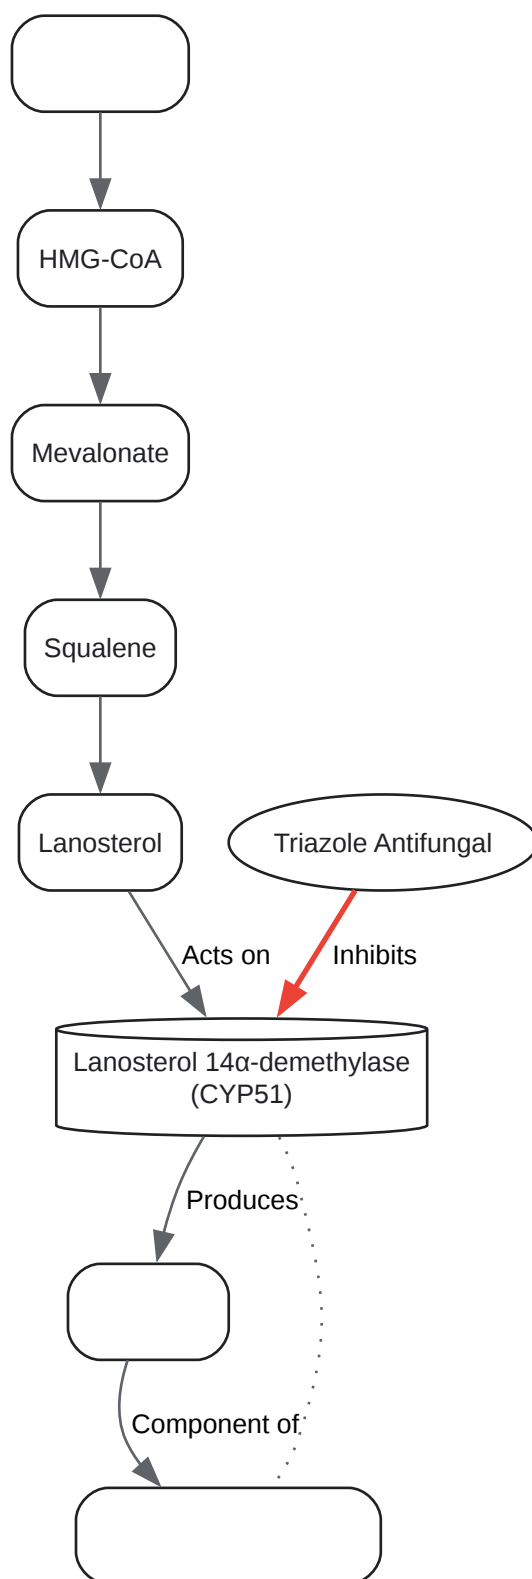 HMG-CoA
Mevalonate
Squalene
Lanosterol
Triazole Antifungal
Acts on
Inhibits
Lanosterol 14α-demethylase
(CYP51)
Produces
Component of